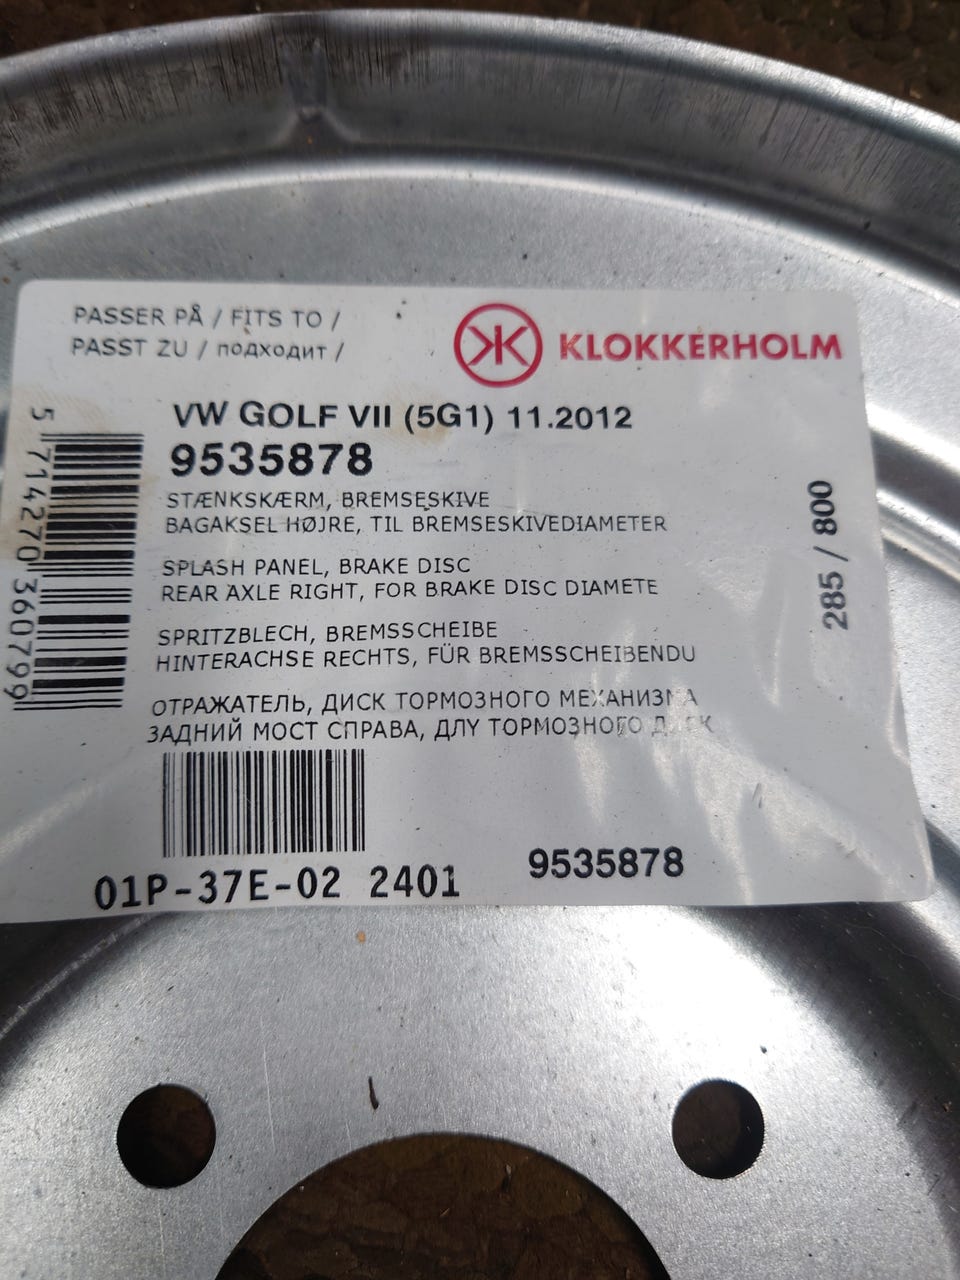 PASSER PÅ / FITS TO /
PASST ZU / подходит /
KLOKKERHOLM
VW GOLF VII (5G1) 11.2012
9535878
STÆNKSKÆRM, BREMSESKIVE
BAGAKSEL HØJRE, TIL BREMSESKIVEDIAMETER
SPLASH PANEL, BRAKE DISC
REAR AXLE RIGHT, FOR BRAKE DISC DIAMETE
SPRITZBLECH, BREMSSCHEIBE
HINTERACHSE RECHTS, FÜR BREMSSCHEIBENDU
ОТРАЖАТЕЛЬ, ДИСК ТОРМОЗНОГО МЕХАНИЗМА
ЗАДНИЙ МОСТ СПРАВА, ДЛY ТОРМОЗНОГО ДИСК
285 / 800
5 714270 360799
01P-37E-02 2401
9535878